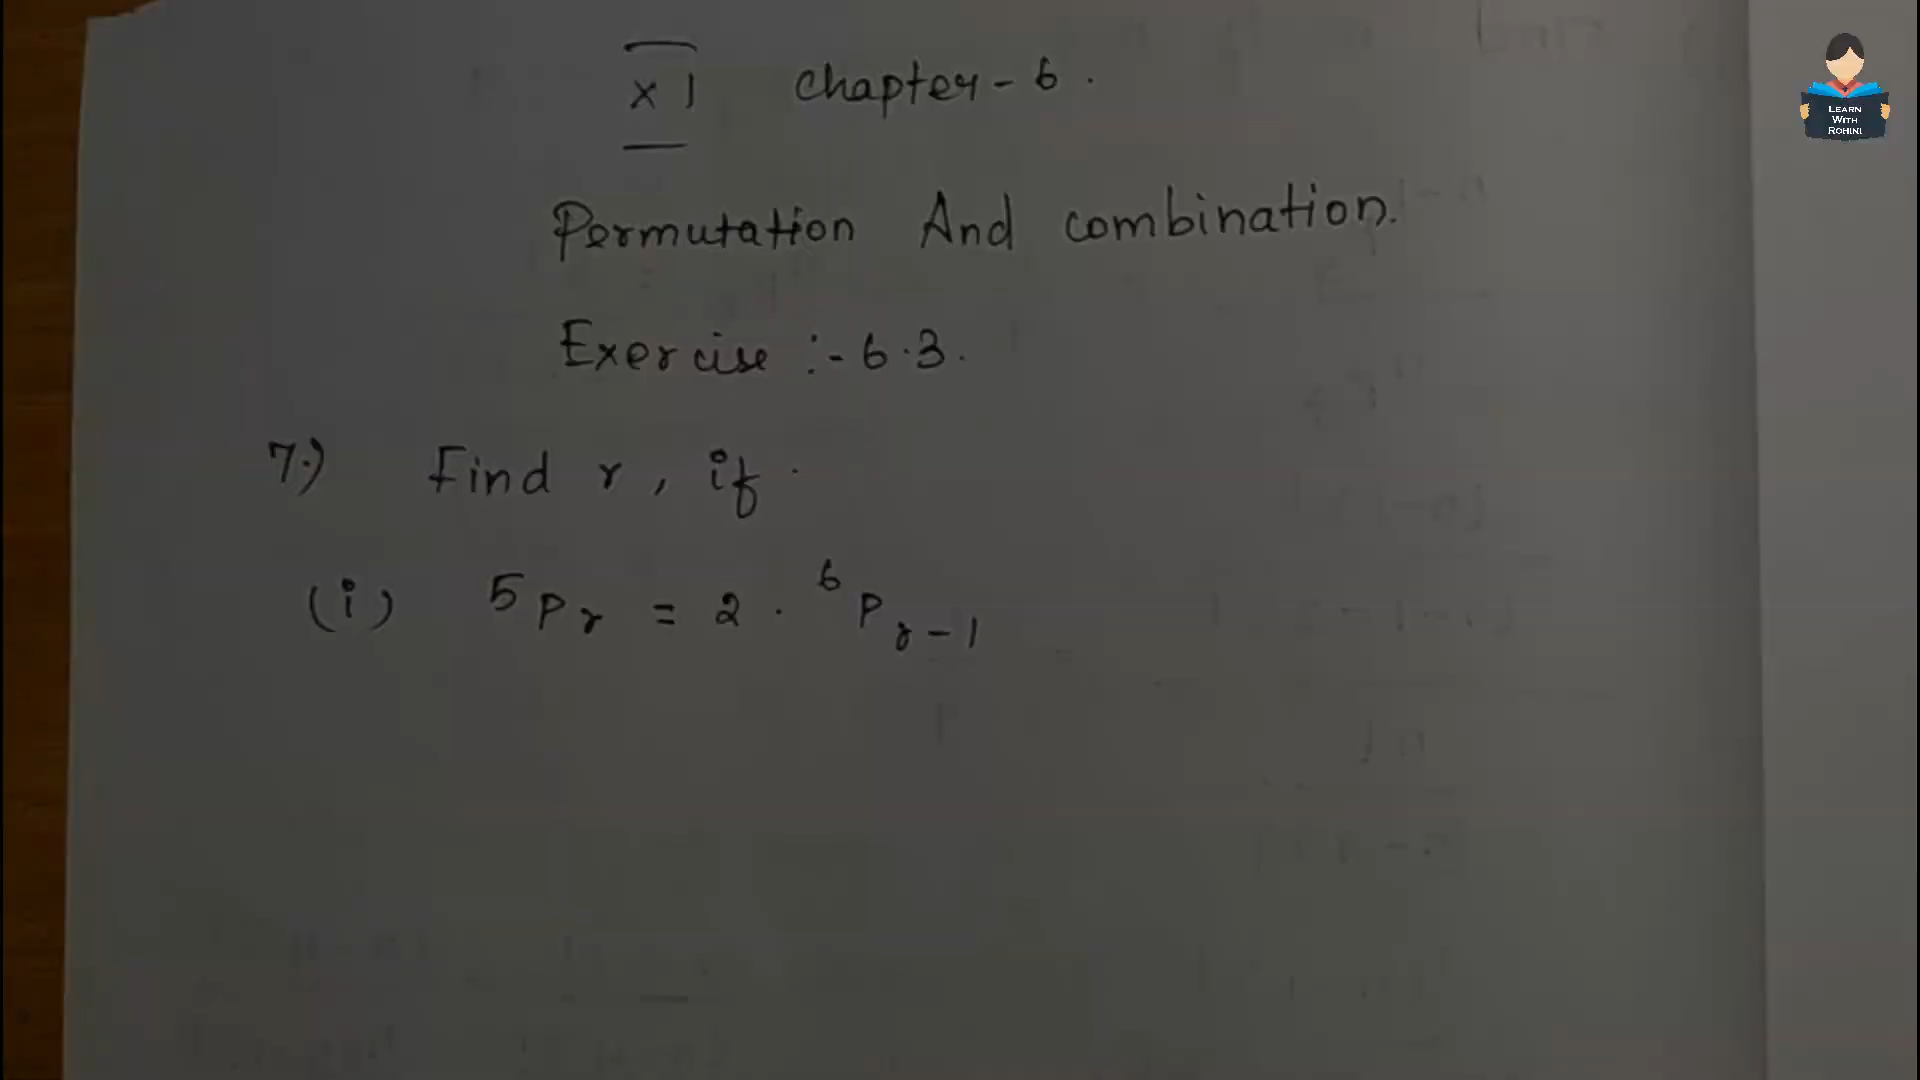 XI Chapter - 6.
Permutation And combination.
Exercise :- 6.3.
7.) Find r, if
(i) ⁵Pᵣ = 2 . ⁶Pᵣ₋₁
LEARN
WITH
ROHINI